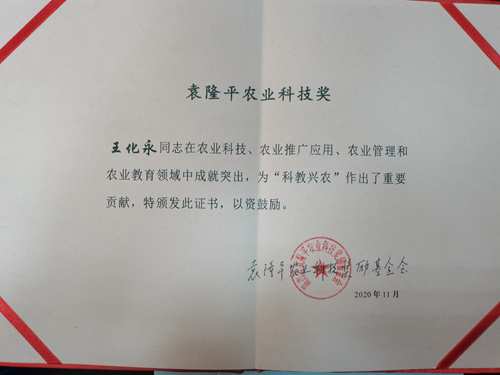 袁隆平农业科技奖
王化永同志在农业科技、农业推广应用、农业管理和
农业教育领域中成就突出，为“科教兴农”作出了重要
贡献，特颁发此证书，以资鼓励。
袁隆平农业科技奖励基金会
2020年11月